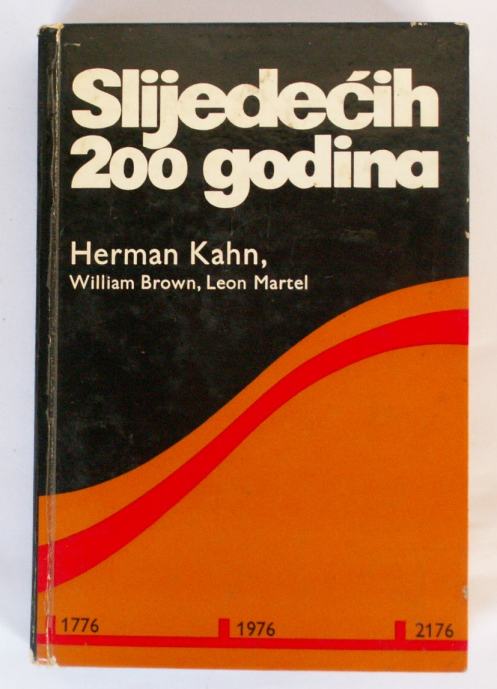 Slijedećih
200 godina
Herman Kahn,
William Brown, Leon Martel
1776 1976 2176